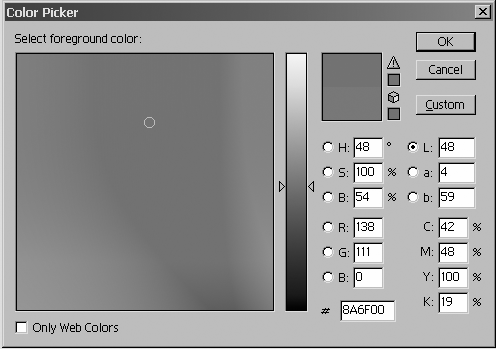 Color Picker
Select foreground color:
OK
Cancel
Custom
H: 48 °
L: 48
S: 100 %
a: 4
B: 54 %
b: 59
R: 138
C: 42 %
G: 111
M: 48 %
B: 0
Y: 100 %
# 8A6F00
K: 19 %
Only Web Colors